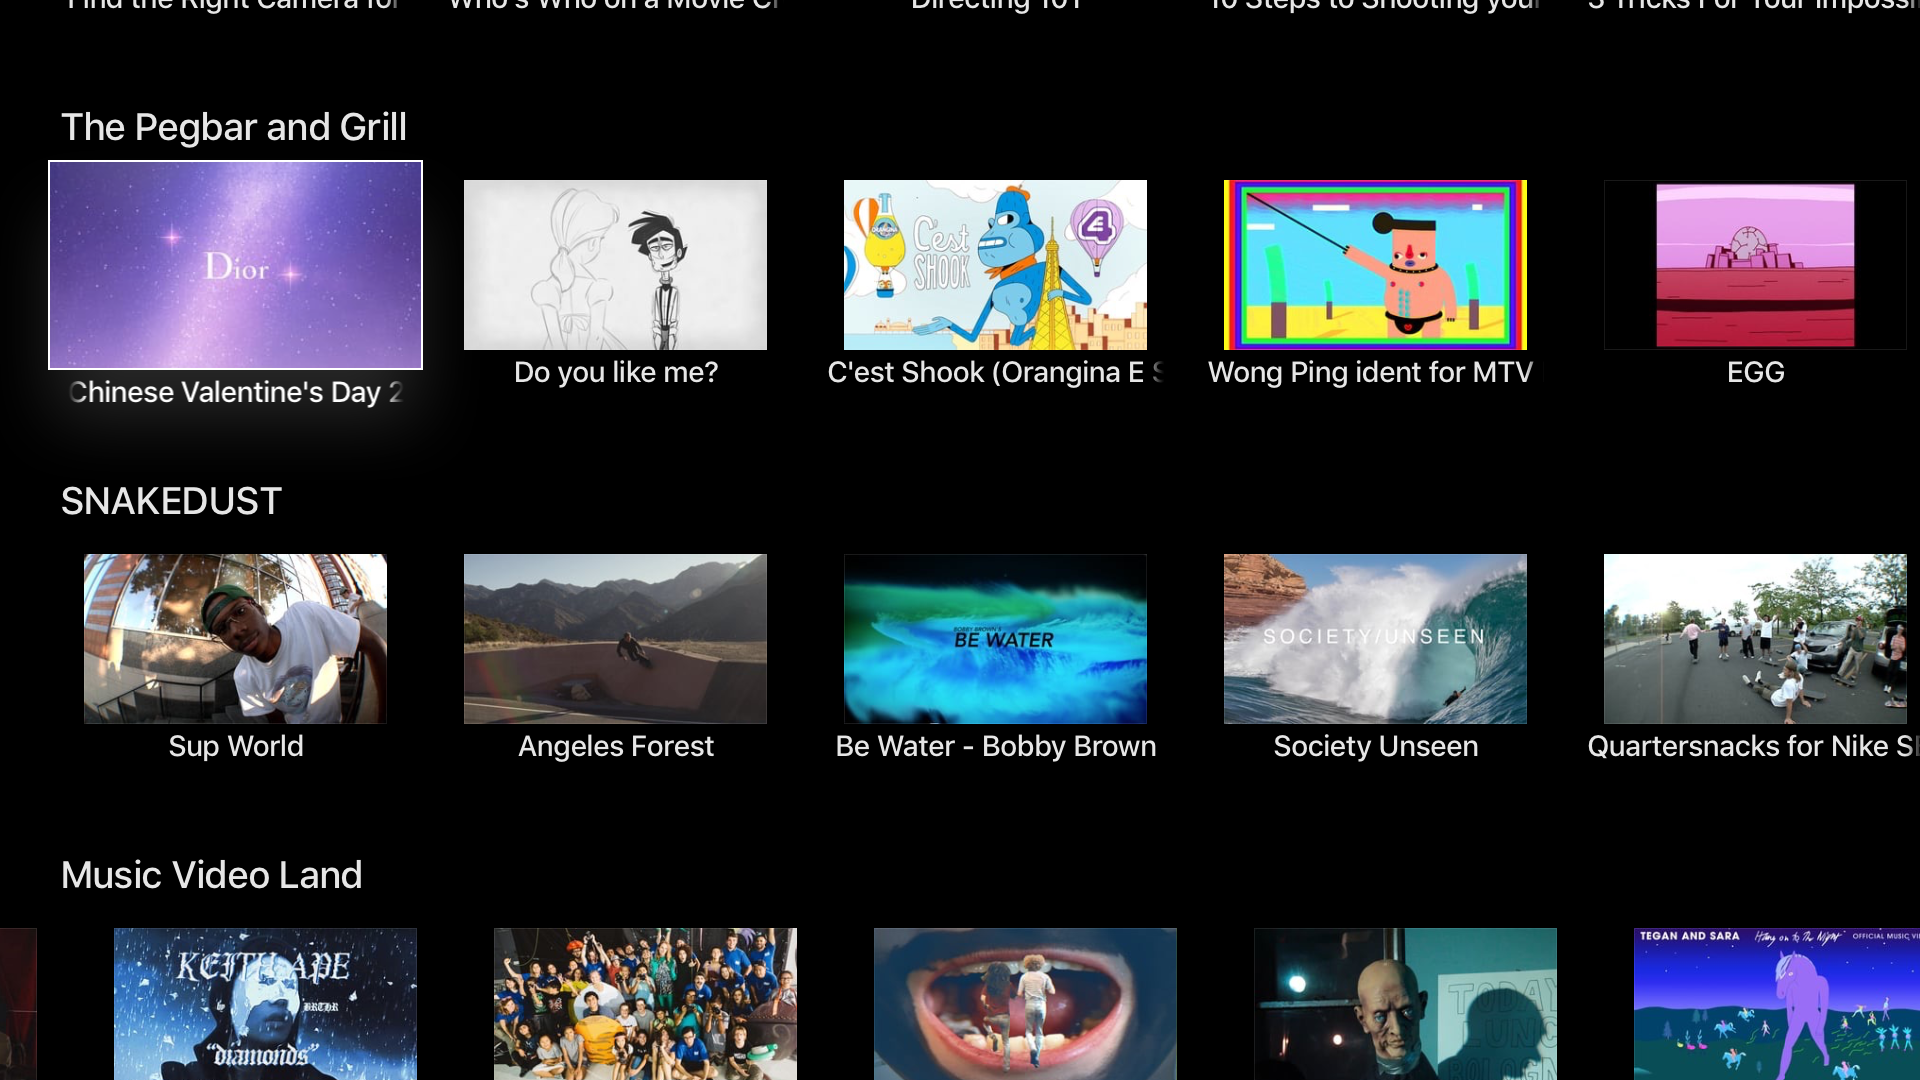 Find the Right Camera for
Who's Who on a Movie Cr
Directing 101
10 Steps to Shooting your
5 Tricks For Your Impossi
The Pegbar and Grill
Dior
C'est
SHOOK
4
Chinese Valentine's Day 2
Do you like me?
C'est Shook (Orangina E S
Wong Ping ident for MTV
EGG
SNAKEDUST
BOBBY BROWN'S
BE WATER
SOCIETY/UNSEEN
Sup World
Angeles Forest
Be Water - Bobby Brown
Society Unseen
Quartersnacks for Nike SB
Music Video Land
KEITH APE
BRTHR
"diamonds"
TODAY
LUNC
BOLOGN
TEGAN AND SARA Hang on to The Night OFFICIAL MUSIC VI